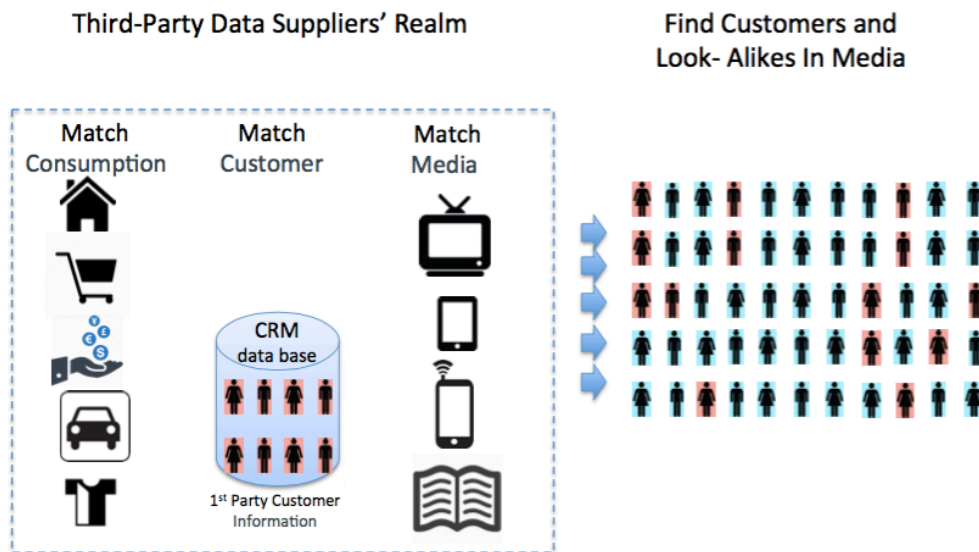 Third-Party Data Suppliers' Realm
Find Customers and
Look- Alikes In Media
Match
Consumption
Match
Customer
Match
Media
¥
£
€
$
CRM
data base
1st Party Customer
Information